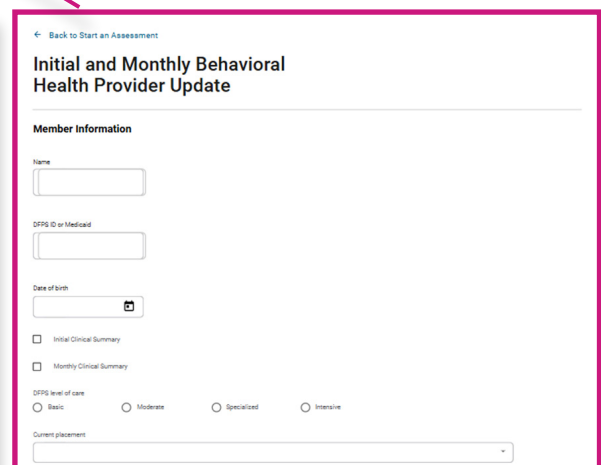 ← Back to Start an Assessment
Initial and Monthly Behavioral
Health Provider Update
Member Information
Name
DFPS ID or Medicaid
Date of birth
Initial Clinical Summary
Monthly Clinical Summary
DFPS level of care
Basic Moderate Specialized Intensive
Current placement